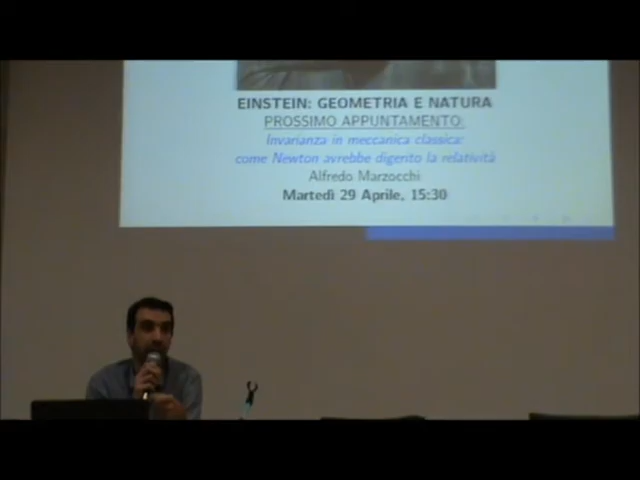 EINSTEIN: GEOMETRIA E NATURA
PROSSIMO APPUNTAMENTO:
Invarianza in meccanica classica:
come Newton avrebbe digerito la relatività
Alfredo Marzocchi
Martedì 29 Aprile, 15:30